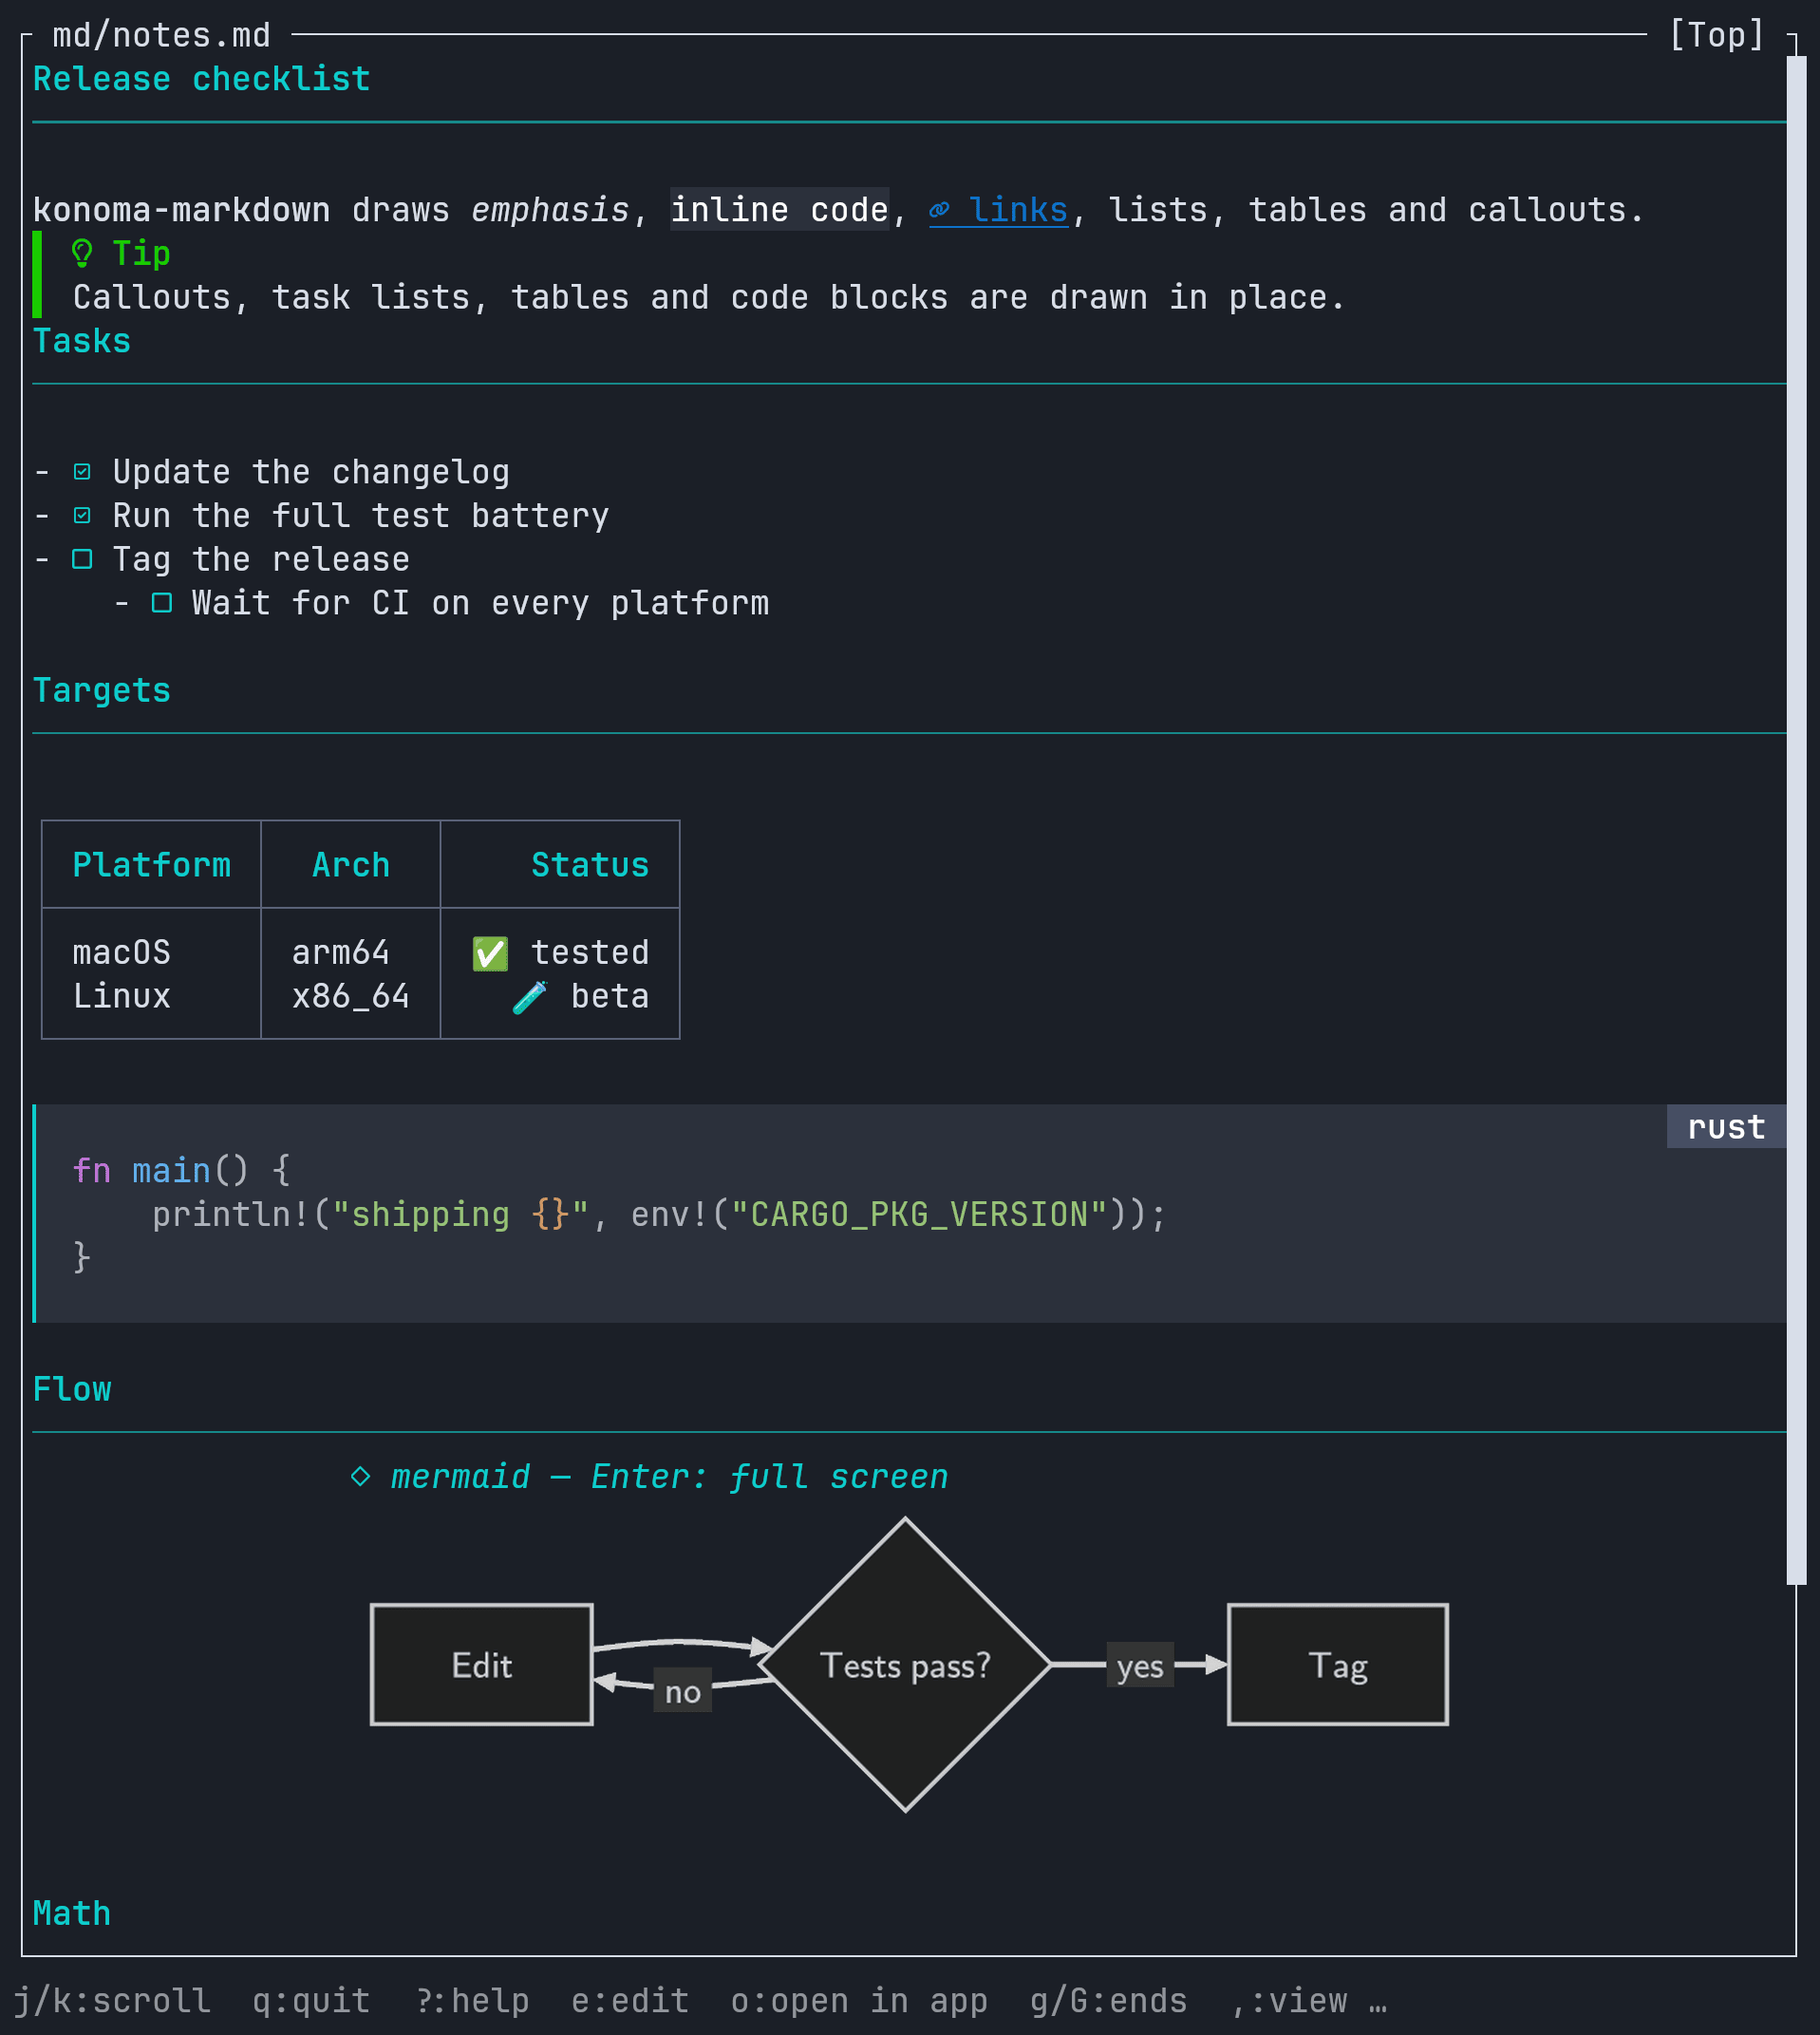 md/notes.md [Top]
Release checklist
konoma-markdown draws emphasis, inline code, links, lists, tables and callouts.
Tip
Callouts, task lists, tables and code blocks are drawn in place.
Tasks
- Update the changelog
- Run the full test battery
- Tag the release
- Wait for CI on every platform
Targets
Platform Arch Status
macOS arm64 ✅ tested
Linux x86_64 🧪 beta
rust
fn main() {
    println!("shipping {}", env!("CARGO_PKG_VERSION"));
}
Flow
◇ mermaid — Enter: full screen
Edit no Tests pass? yes Tag
Math
j/k:scroll q:quit ?:help e:edit o:open in app g/G:ends ,:view …